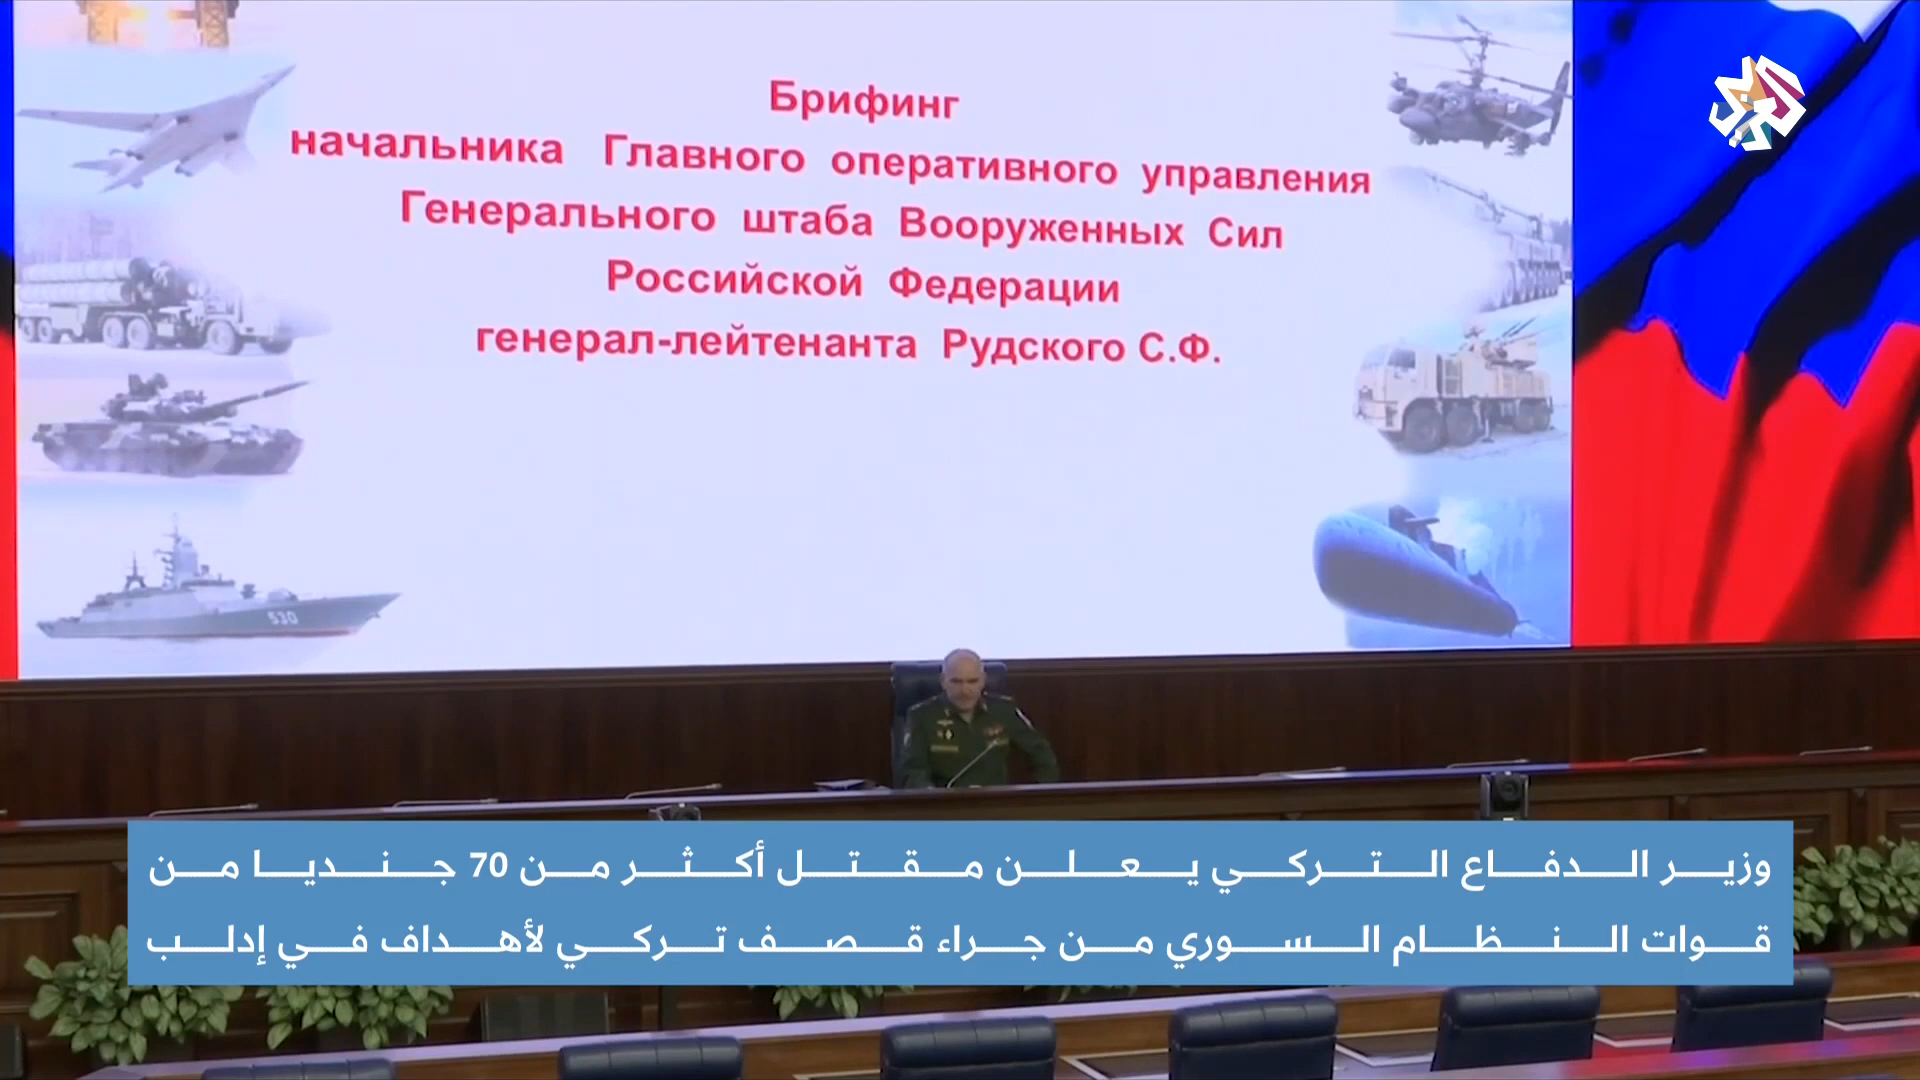 Брифинг
начальника Главного оперативного управления
Генерального штаба Вооруженных Сил
Российской Федерации
генерал-лейтенанта Рудского С.Ф.
530
وزير الدفاع التركي يعلن مقتل أكثر من 70 جنديا من
قوات النظام السوري من جراء قصف تركي لأهداف في إدلب